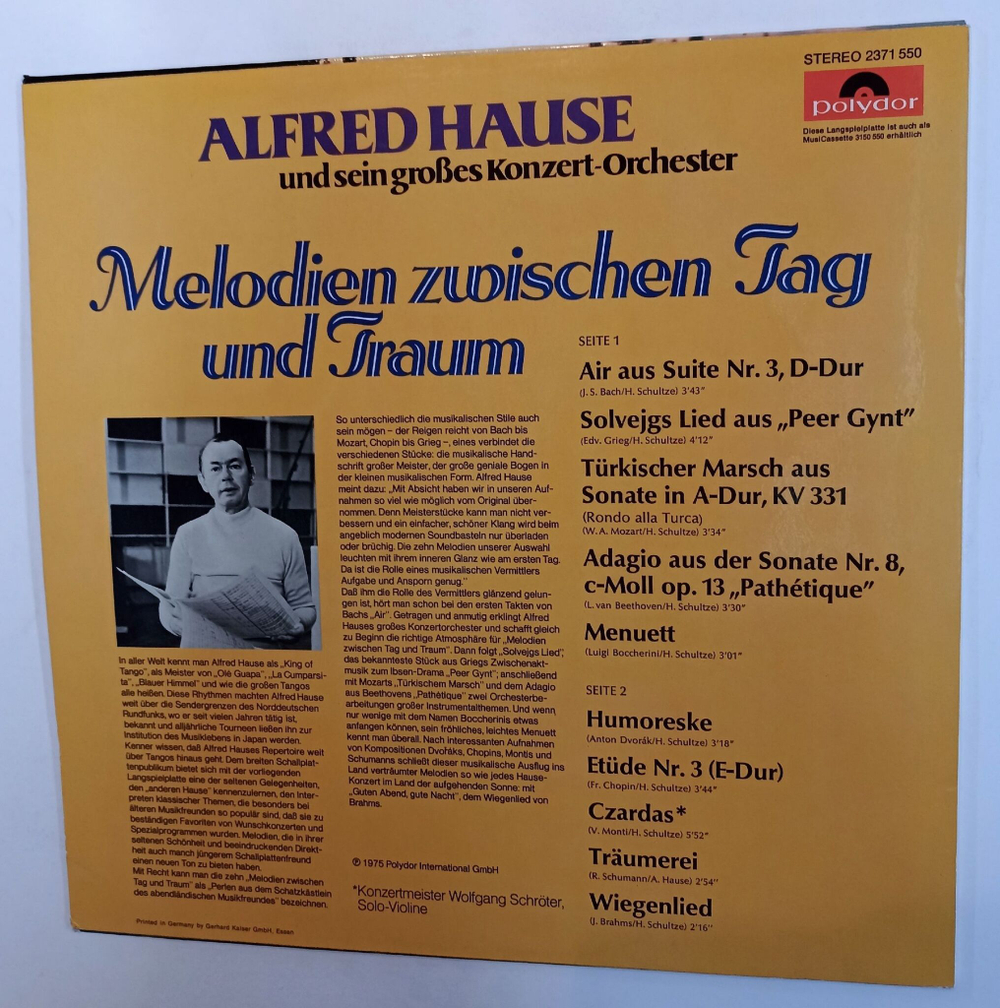 STEREO 2371 550
polydor
Diese Langspielplatte ist auch als
MusiCassette 3150 550 erhältlich
ALFRED HAUSE
und sein großes Konzert-Orchester
Melodien zwischen Tag
und Traum
In aller Welt kennt man Alfred Hause als „King of
Tango", als Meister von „Olé Guapa", „La Cumparsi-
ta", „Blauer Himmel" und wie die großen Tangos
alle heißen. Diese Rhythmen machten Alfred Hause
weit über die Sendergrenzen des Norddeutschen
Rundfunks, wo er seit vielen Jahren tätig ist,
bekannt und alljährliche Tourneen ließen ihn zur
Institution des Musiklebens in Japan werden.
Kenner wissen, daß Alfred Hauses Repertoire weit
über Tangos hinaus geht. Dem breiten Schallplat-
tenpublikum bietet sich mit der vorliegenden
Langspielplatte eine der seltenen Gelegenheiten,
den „anderen Hause" kennenzulernen, den Inter-
preten klassischer Themen, die besonders bei
älteren Musikfreunden so populär sind, daß sie zu
beständigen Favoriten von Wunschkonzerten und
Spezialprogrammen wurden. Melodien, die in ihrer
seltenen Schönheit und beeindruckenden Direkt-
heit auch manch jüngerem Schallplattenfreund
einen neuen Ton zu bieten haben.
Mit Recht kann man die zehn „Melodien zwischen
Tag und Traum" als „Perlen aus dem Schatzkästlein
des abendländischen Musikfreundes" bezeichnen.
So unterschiedlich die musikalischen Stile auch
sein mögen – der Reigen reicht von Bach bis
Mozart, Chopin bis Grieg –, eines verbindet die
verschiedenen Stücke: die musikalische Hand-
schrift großer Meister, der große geniale Bogen in
der kleinen musikalischen Form. Alfred Hause
meint dazu: „Mit Absicht haben wir in unseren Auf-
nahmen so viel wie möglich vom Original über-
nommen. Denn Meisterstücke kann man nicht ver-
bessern und ein einfacher, schöner Klang wird beim
angeblich modernen Soundbasteln nur überladen
oder brüchig. Die zehn Melodien unserer Auswahl
leuchten mit ihrem inneren Glanz wie am ersten Tag.
Da ist die Rolle eines musikalischen Vermittlers
Aufgabe und Ansporn genug."
Daß ihm die Rolle des Vermittlers glänzend gelun-
gen ist, hört man schon bei den ersten Takten von
Bachs „Air". Getragen und anmutig erklingt Alfred
Hauses großes Konzertorchester und schafft gleich
zu Beginn die richtige Atmosphäre für „Melodien
zwischen Tag und Traum". Dann folgt „Solvejgs Lied",
das bekannteste Stück aus Griegs Zwischenakt-
musik zum Ibsen-Drama „Peer Gynt"; anschließend
mit Mozarts „Türkischem Marsch" und dem Adagio
aus Beethovens „Pathétique" zwei Orchesterbe-
arbeitungen großer Instrumentalthemen. Und wenn
nur wenige mit dem Namen Boccherinis etwas
anfangen können, sein fröhliches, leichtes Menuett
kennt man überall. Nach interessanten Aufnahmen
von Kompositionen Dvořáks, Chopins, Montis und
Schumanns schließt dieser musikalische Ausflug ins
Land verträumter Melodien so wie jedes Hause-
Konzert im Land der aufgehenden Sonne: mit
„Guten Abend, gute Nacht", dem Wiegenlied von
Brahms.
℗ 1975 Polydor International GmbH
*Konzertmeister Wolfgang Schröter,
Solo-Violine
SEITE 1
Air aus Suite Nr. 3, D-Dur
(J. S. Bach/H. Schultze) 3'43"
Solvejgs Lied aus „Peer Gynt"
(Edv. Grieg/H. Schultze) 4'12"
Türkischer Marsch aus
Sonate in A-Dur, KV 331
(Rondo alla Turca)
(W. A. Mozart/H. Schultze) 3'34"
Adagio aus der Sonate Nr. 8,
c-Moll op. 13 „Pathétique"
(L. van Beethoven/H. Schultze) 3'30"
Menuett
(Luigi Boccherini/H. Schultze) 3'01"
SEITE 2
Humoreske
(Anton Dvorák/H. Schultze) 3'18"
Etüde Nr. 3 (E-Dur)
(Fr. Chopin/H. Schultze) 3'44"
Czardas*
(V. Monti/H. Schultze) 5'52"
Träumerei
(R. Schumann/A. Hause) 2'54"
Wiegenlied
(J. Brahms/H. Schultze) 2'16"
Printed in Germany by Gerhard Kaiser GmbH, Essen